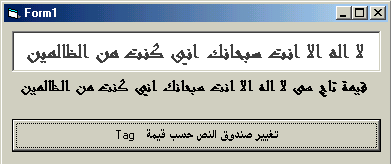 Form1
لا اله الا انت سبحانك اني كنت من الظالمين
قيمة تاج هي لا اله الا انت سبحانك اني كنت من الظالمين
تغيير صندوق النص حسب قيمة Tag